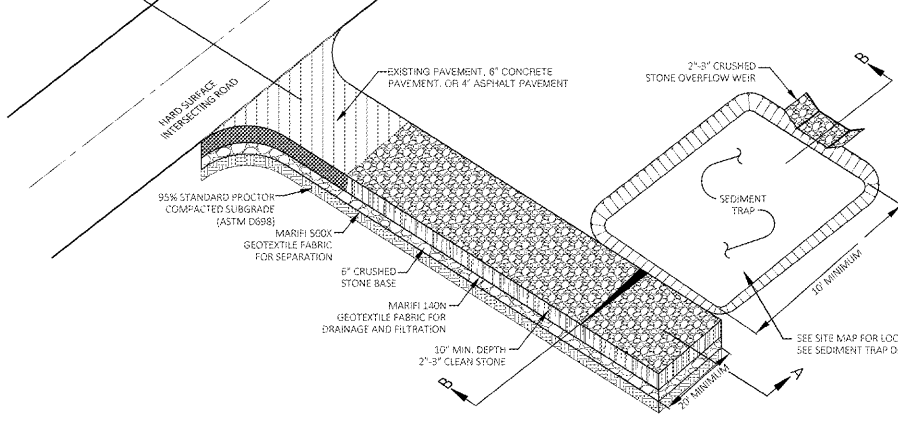 EXISTING PAVEMENT, 6" CONCRETE
PAVEMENT. OR 4" ASPHALT PAVEMENT
2"-3" CRUSHED
STONE OVERFLOW WEIR
B
HARD SURFACE
INTERSECTING ROAD
95% STANDARD PROCTOR
COMPACTED SUBGRADE
(ASTM D698)
MARIFI 500X
GEOTEXTILE FABRIC
FOR SEPARATION
6" CRUSHED
STONE BASE
MARIFI 140N
GEOTEXTILE FABRIC FOR
DRAINAGE AND FILTRATION
10" MIN. DEPTH
2"-3" CLEAN STONE
B
SEDIMENT
TRAP
10' MINIMUM
SEE SITE MAP FOR LOC
SEE SEDIMENT TRAP D
20' MINIMUM
A